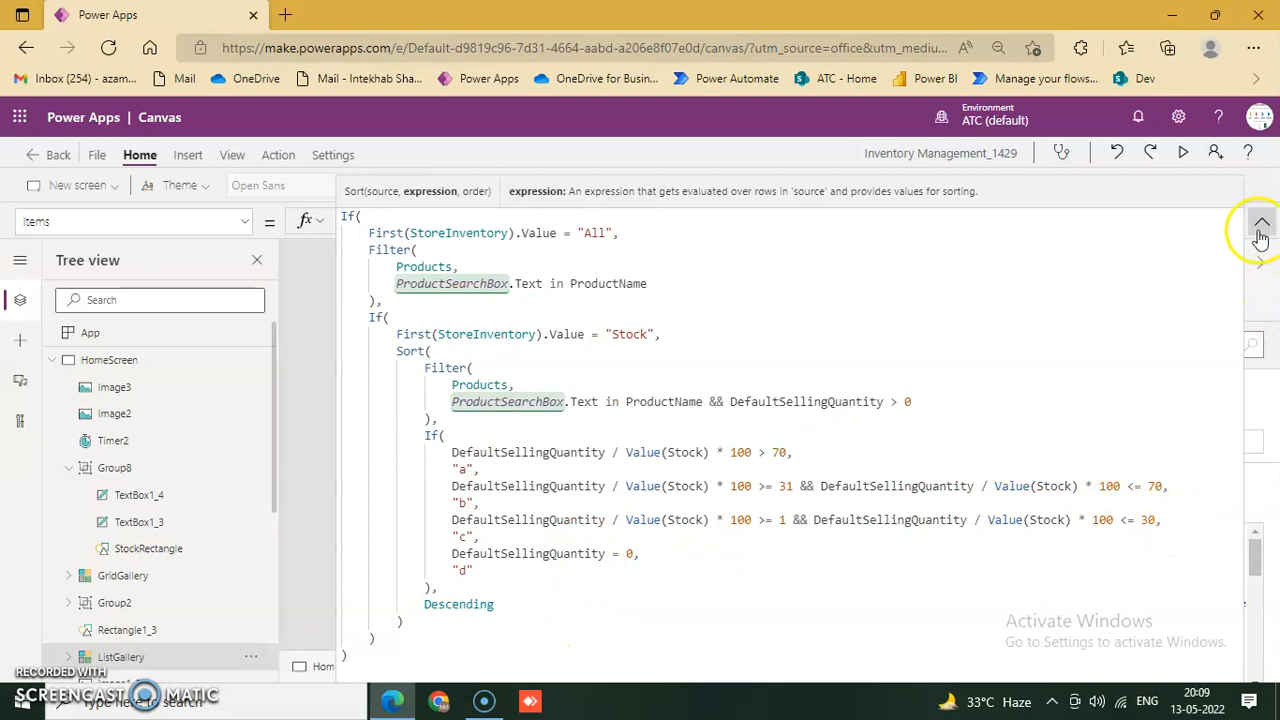 Power Apps
https://make.powerapps.com/e/Default-d9819c96-7d31-4664-aabd-a206e8f07e0d/canvas/?utm_source=office&utm_mediu...
Inbox (254) – azam... Mail OneDrive Mail - Intekhab Sha... Power Apps OneDrive for Busin... Power Automate ATC - Home Power BI Manage your flows... Dev
Power Apps | Canvas
Environment
ATC (default)
Back File Home Insert View Action Settings Inventory Management_1429
New screen Theme Open Sans Sort(source, expression, order) expression: An expression that gets evaluated over rows in 'source' and provides values for sorting.
Items = fx
If(
First(StoreInventory).Value = "All",
Filter(
Products,
ProductSearchBox.Text in ProductName
),
If(
First(StoreInventory).Value = "Stock",
Sort(
Filter(
Products,
ProductSearchBox.Text in ProductName && DefaultSellingQuantity > 0
),
If(
DefaultSellingQuantity / Value(Stock) * 100 > 70,
"a",
DefaultSellingQuantity / Value(Stock) * 100 >= 31 && DefaultSellingQuantity / Value(Stock) * 100 <= 70,
"b",
DefaultSellingQuantity / Value(Stock) * 100 >= 1 && DefaultSellingQuantity / Value(Stock) * 100 <= 30,
"c",
DefaultSellingQuantity = 0,
"d"
),
Descending
)
)
)
Tree view
Search
App
HomeScreen
Image3
Image2
Timer2
Group8
TextBox1_4
TextBox1_3
StockRectangle
GridGallery
Group2
Rectangle1_3
ListGallery ...
Hom
Activate Windows
Go to Settings to activate Windows.
RECORDED WITH
SCREENCAST MATIC
Type here to search
33°C Haze ENG
20:09
13-05-2022